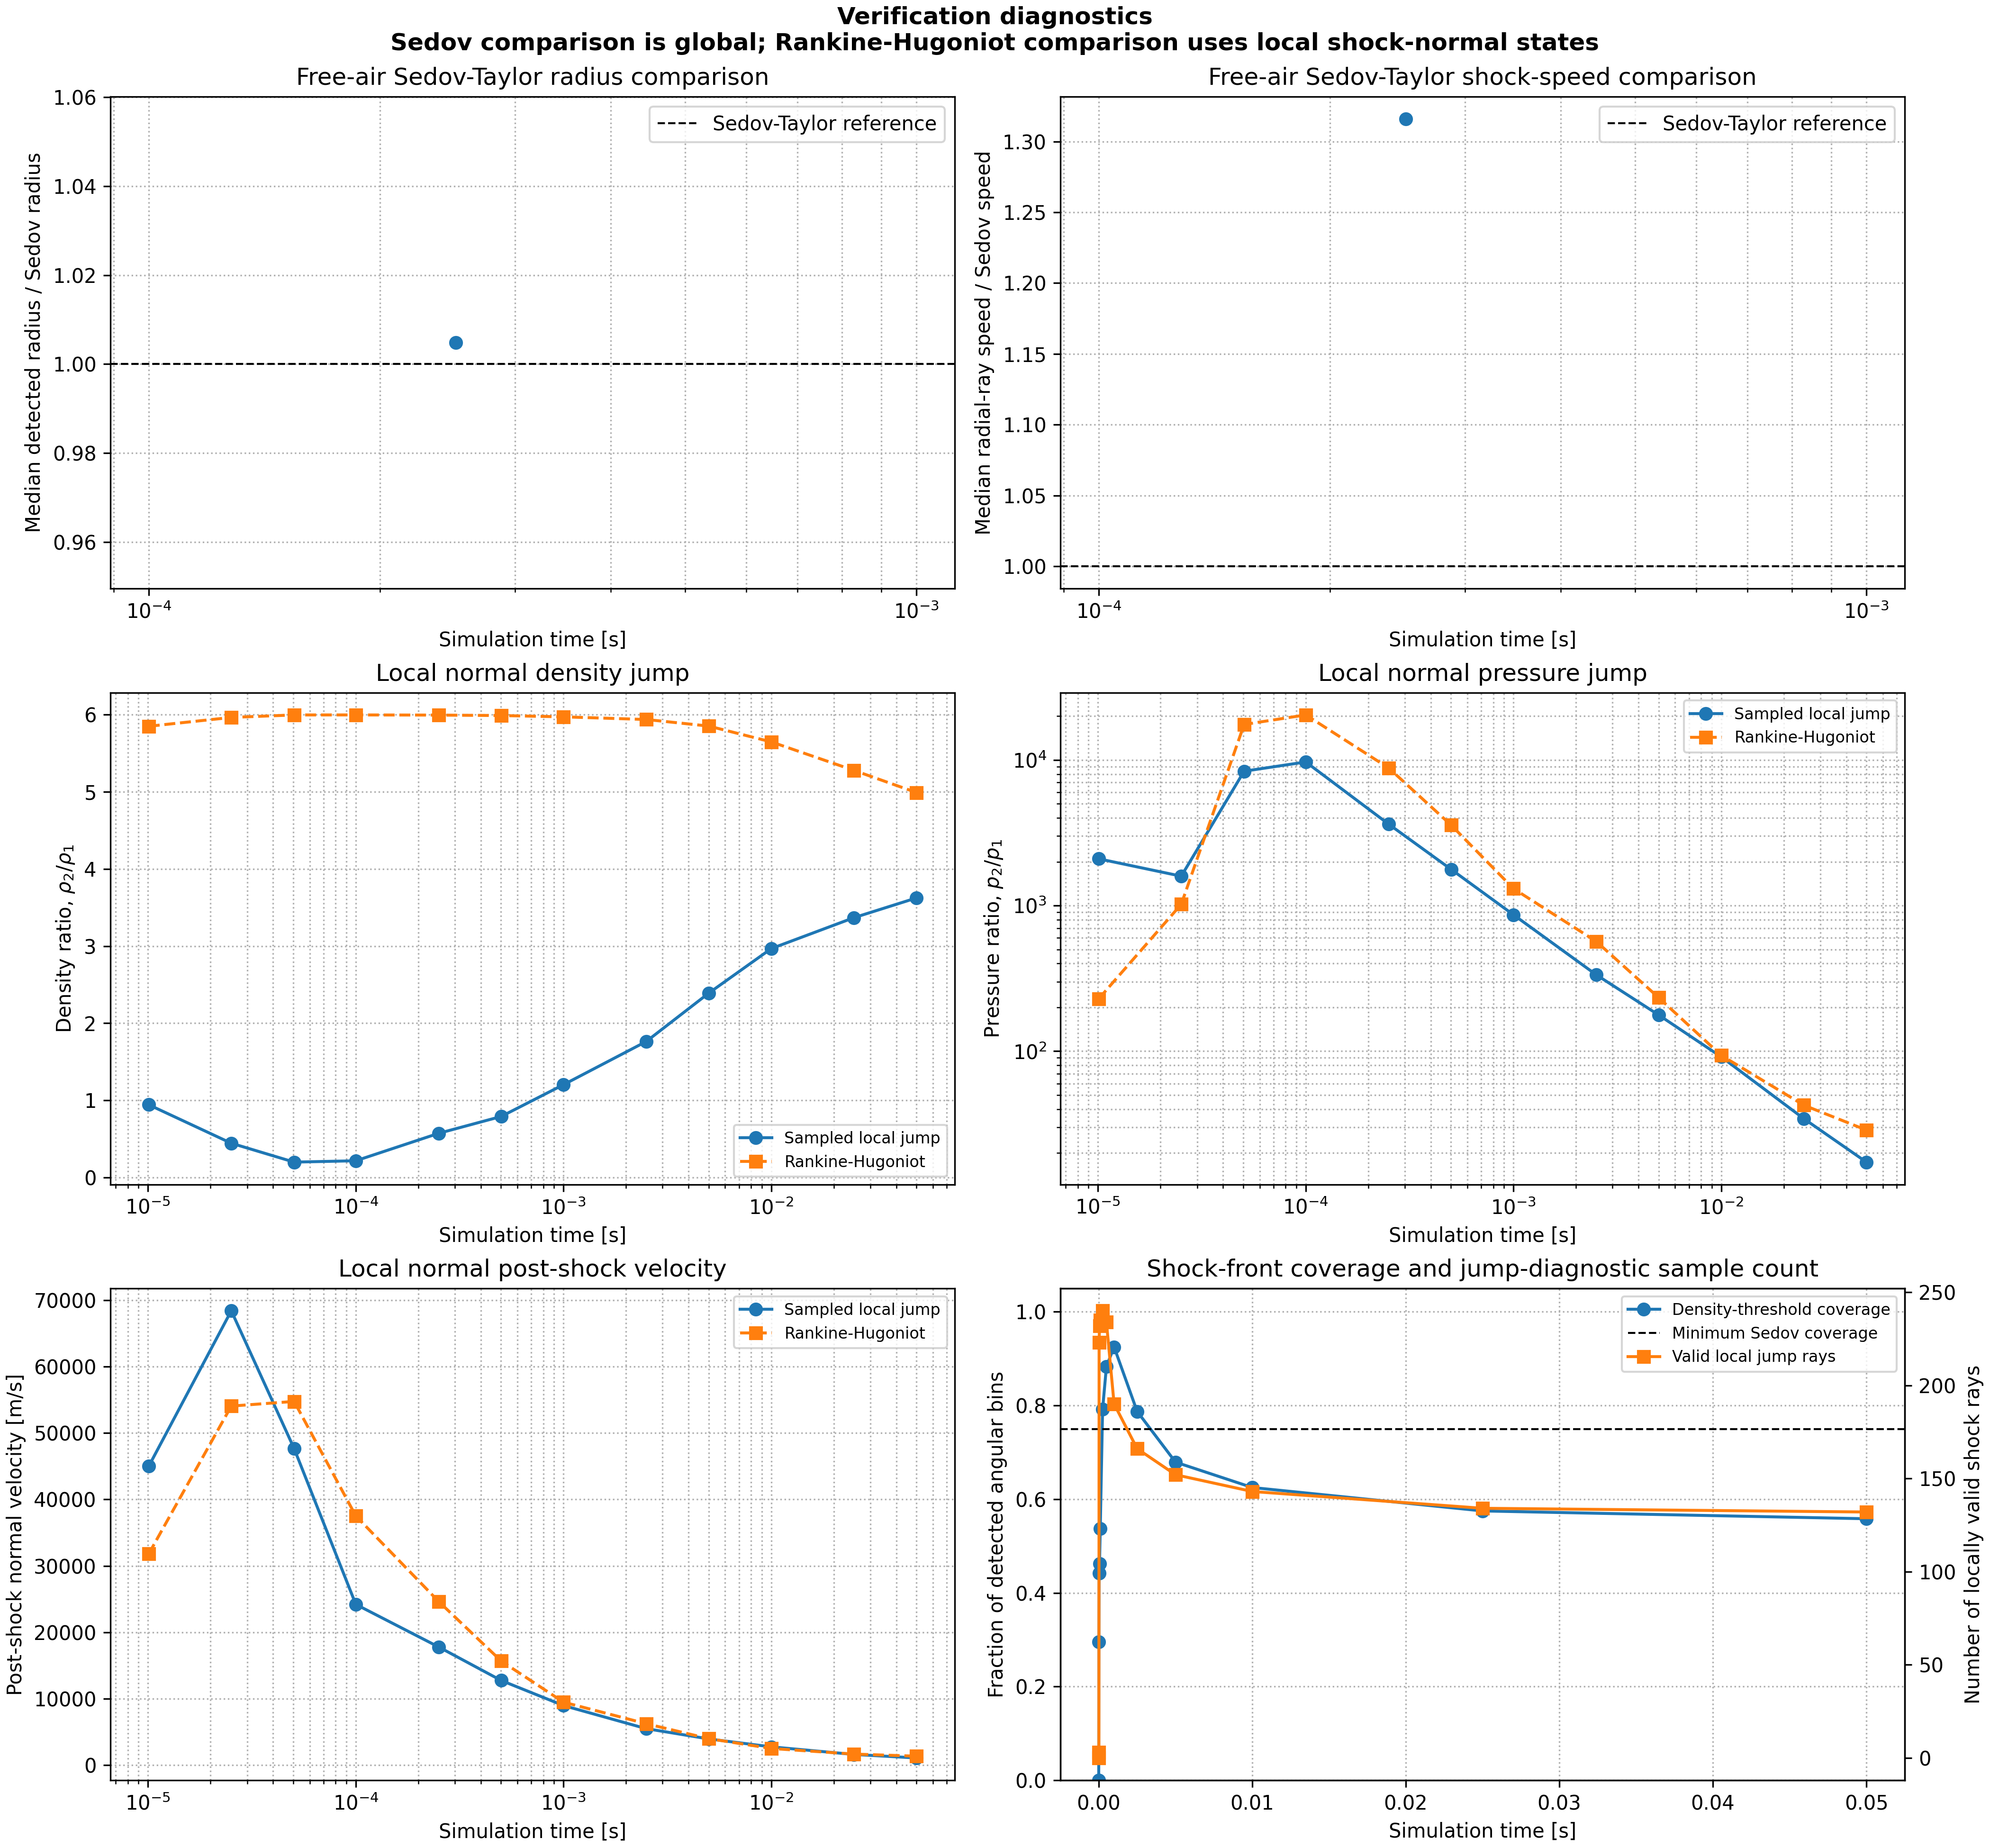 Verification diagnostics
Sedov comparison is global; Rankine-Hugoniot comparison uses local shock-normal states
Free-air Sedov-Taylor radius comparison
Median detected radius / Sedov radius
1.06
1.04
1.02
1.00
0.98
0.96
Sedov-Taylor reference
10⁻⁴
10⁻³
Simulation time [s]
Free-air Sedov-Taylor shock-speed comparison
Median radial-ray speed / Sedov speed
1.30
1.25
1.20
1.15
1.10
1.05
1.00
Sedov-Taylor reference
10⁻⁴
10⁻³
Simulation time [s]
Local normal density jump
Density ratio, ρ₂/ρ₁
6
5
4
3
2
1
0
Sampled local jump
Rankine-Hugoniot
10⁻⁵
10⁻⁴
10⁻³
10⁻²
Simulation time [s]
Local normal pressure jump
Pressure ratio, p₂/p₁
10⁴
10³
10²
Sampled local jump
Rankine-Hugoniot
10⁻⁵
10⁻⁴
10⁻³
10⁻²
Simulation time [s]
Local normal post-shock velocity
Post-shock normal velocity [m/s]
70000
60000
50000
40000
30000
20000
10000
0
Sampled local jump
Rankine-Hugoniot
10⁻⁵
10⁻⁴
10⁻³
10⁻²
Simulation time [s]
Shock-front coverage and jump-diagnostic sample count
Fraction of detected angular bins
1.0
0.8
0.6
0.4
0.2
0.0
Density-threshold coverage
Minimum Sedov coverage
Valid local jump rays
250
200
150
100
50
0
Number of locally valid shock rays
0.00
0.01
0.02
0.03
0.04
0.05
Simulation time [s]